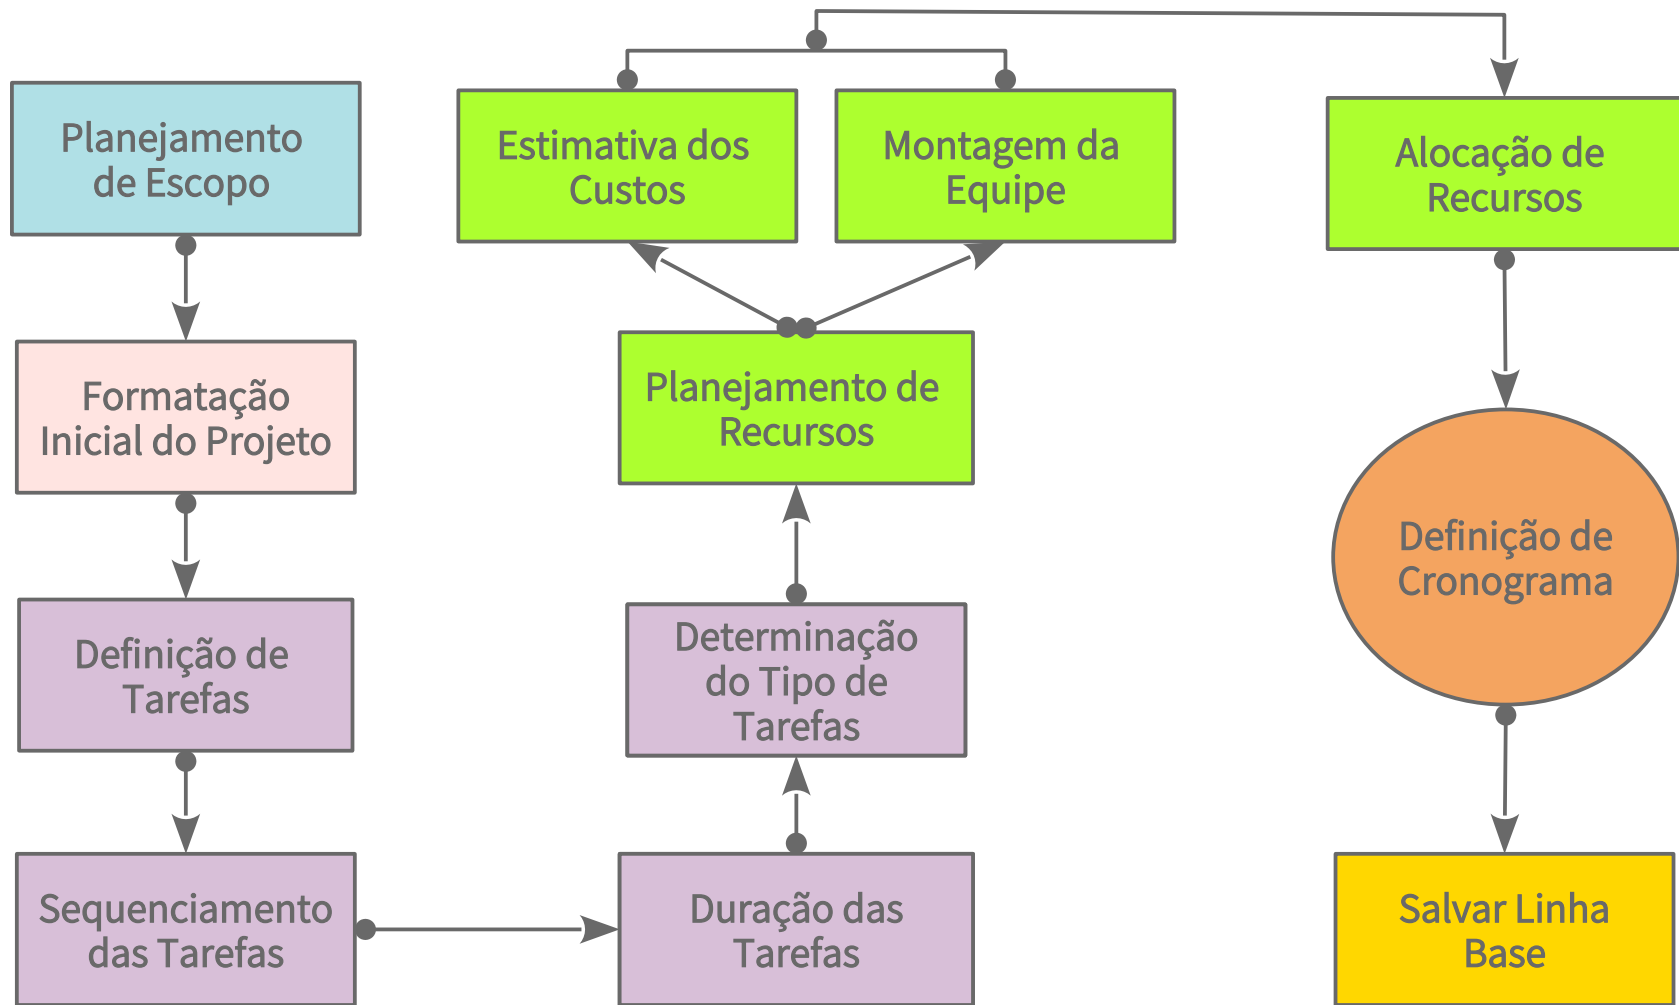 Planejamento
de Escopo
Formatação
Inicial do Projeto
Definição de
Tarefas
Sequenciamento
das Tarefas
Duração das
Tarefas
Determinação
do Tipo de
Tarefas
Planejamento de
Recursos
Estimativa dos
Custos
Montagem da
Equipe
Alocação de
Recursos
Definição de
Cronograma
Salvar Linha
Base